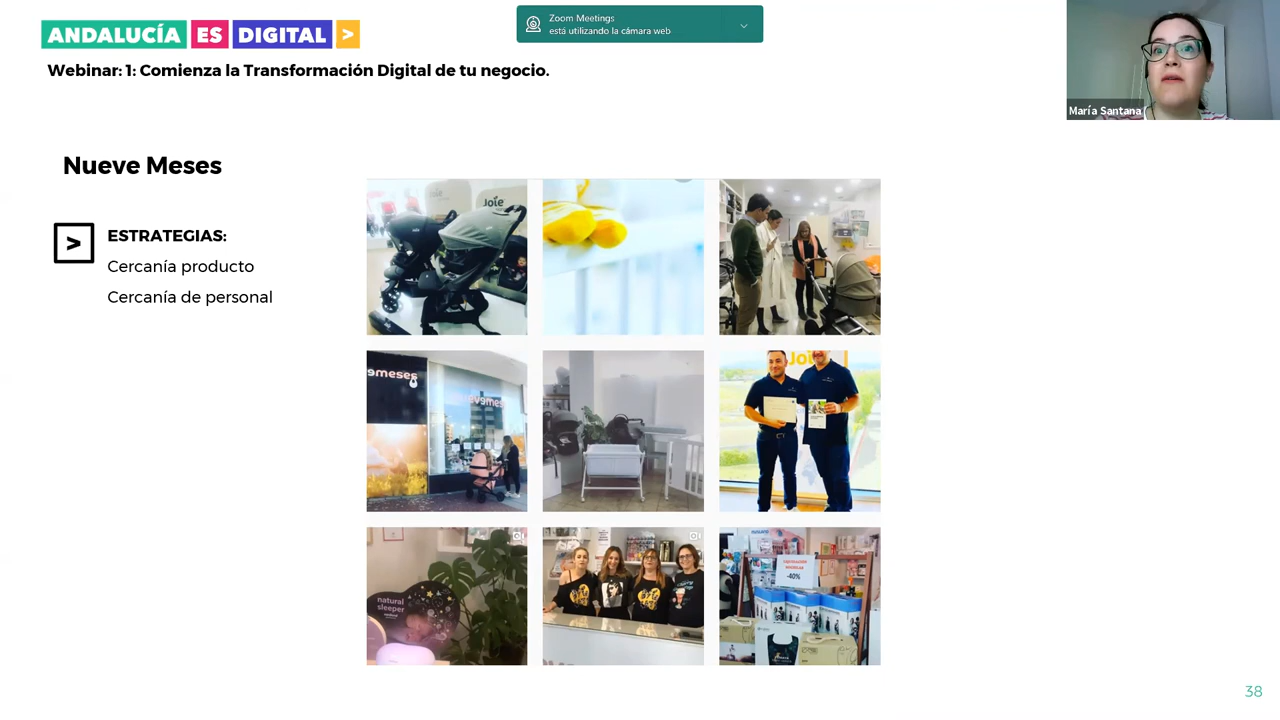 ANDALUCÍA ES DIGITAL >
Zoom Meetings
está utilizando la cámara web
Webinar: 1: Comienza la Transformación Digital de tu negocio.
María Santana
Nueve Meses
>
ESTRATEGIAS:
Cercanía producto
Cercanía de personal
Joie
Joie
natural
sleeper
-40%
38